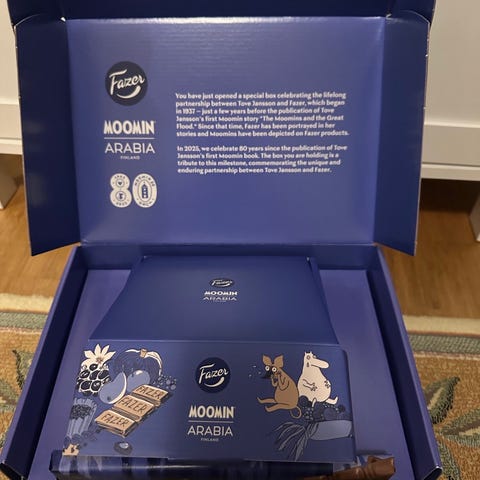 Fazer
MOOMIN
ARABIA
FINLAND
You have just opened a special box celebrating the lifelong
partnership between Tove Jansson and Fazer, which began
in 1937 – just a few years before the publication of Tove
Jansson's first Moomin story "The Moomins and the Great
Flood." Since that time, Fazer has been portrayed in her
stories and Moomins have been depicted on Fazer products.
In 2025, we celebrate 80 years since the publication of Tove
Jansson's first Moomin book. The box you are holding is a
tribute to this milestone, commemorating the unique and
enduring partnership between Tove Jansson and Fazer.
Fazer
MOOMIN
ARABIA
FINLAND
Fazer
MOOMIN
ARABIA
FINLAND
FAZER
FAZER
FAZER